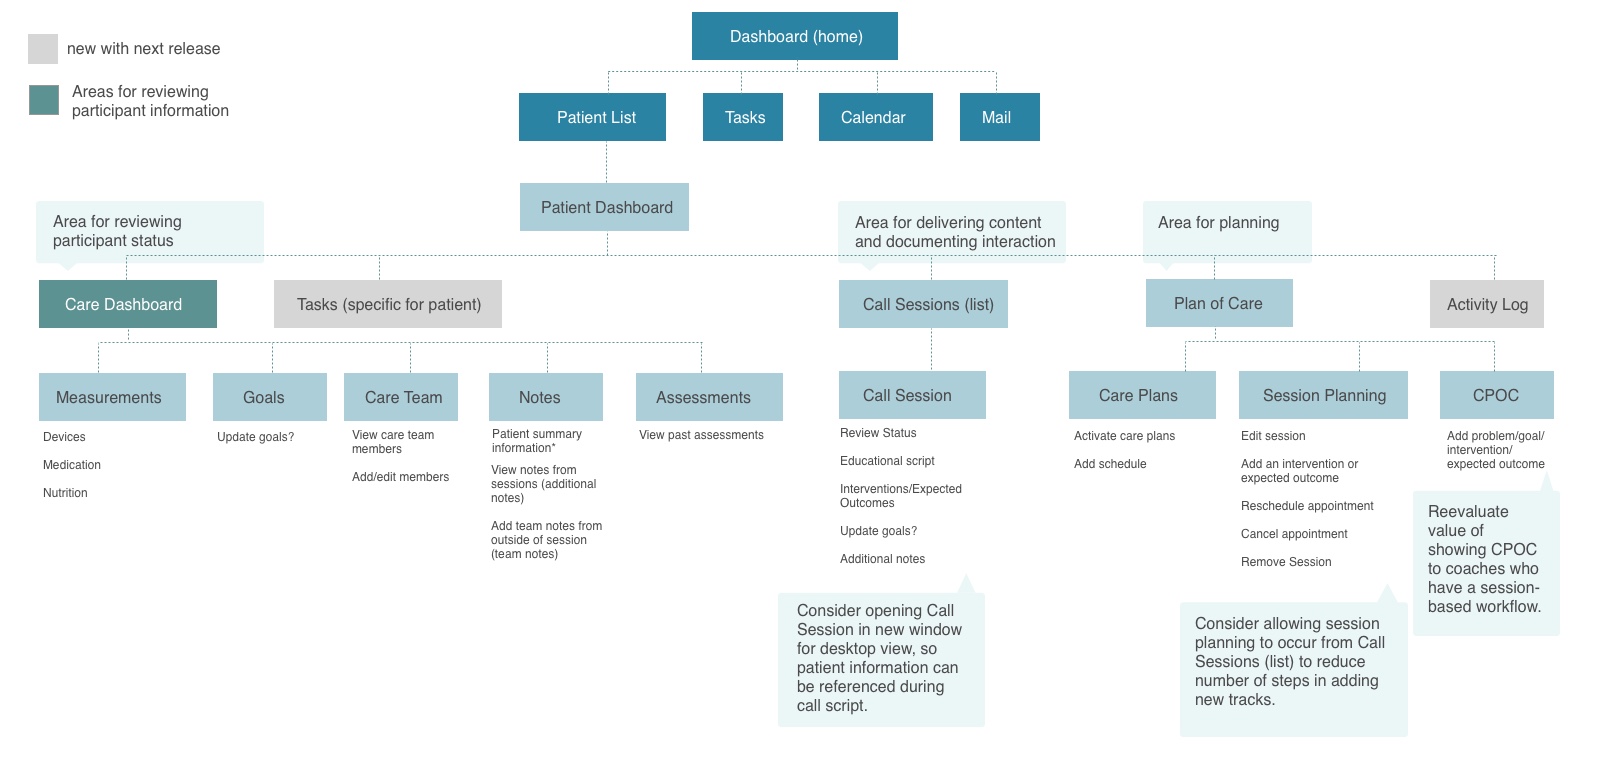 Dashboard (home)
new with next release
Areas for reviewing
participant information
Patient List
Tasks
Calendar
Mail
Patient Dashboard
Area for reviewing
participant status
Area for delivering content
and documenting interaction
Area for planning
Care Dashboard
Tasks (specific for patient)
Call Sessions (list)
Plan of Care
Activity Log
Measurements
Devices
Medication
Nutrition
Goals
Update goals?
Care Team
View care team
members
Add/edit members
Notes
Patient summary
information*
View notes from
sessions (additional
notes)
Add team notes from
outside of session
(team notes)
Assessments
View past assessments
Call Session
Review Status
Educational script
Interventions/Expected
Outcomes
Update goals?
Additional notes
Consider opening Call
Session in new window
for desktop view, so
patient information can
be referenced during
call script.
Care Plans
Activate care plans
Add schedule
Session Planning
Edit session
Add an intervention or
expected outcome
Reschedule appointment
Cancel appointment
Remove Session
Consider allowing session
planning to occur from Call
Sessions (list) to reduce
number of steps in adding
new tracks.
CPOC
Add problem/goal/
intervention/
expected outcome
Reevaluate
value of
showing CPOC
to coaches who
have a session-
based workflow.